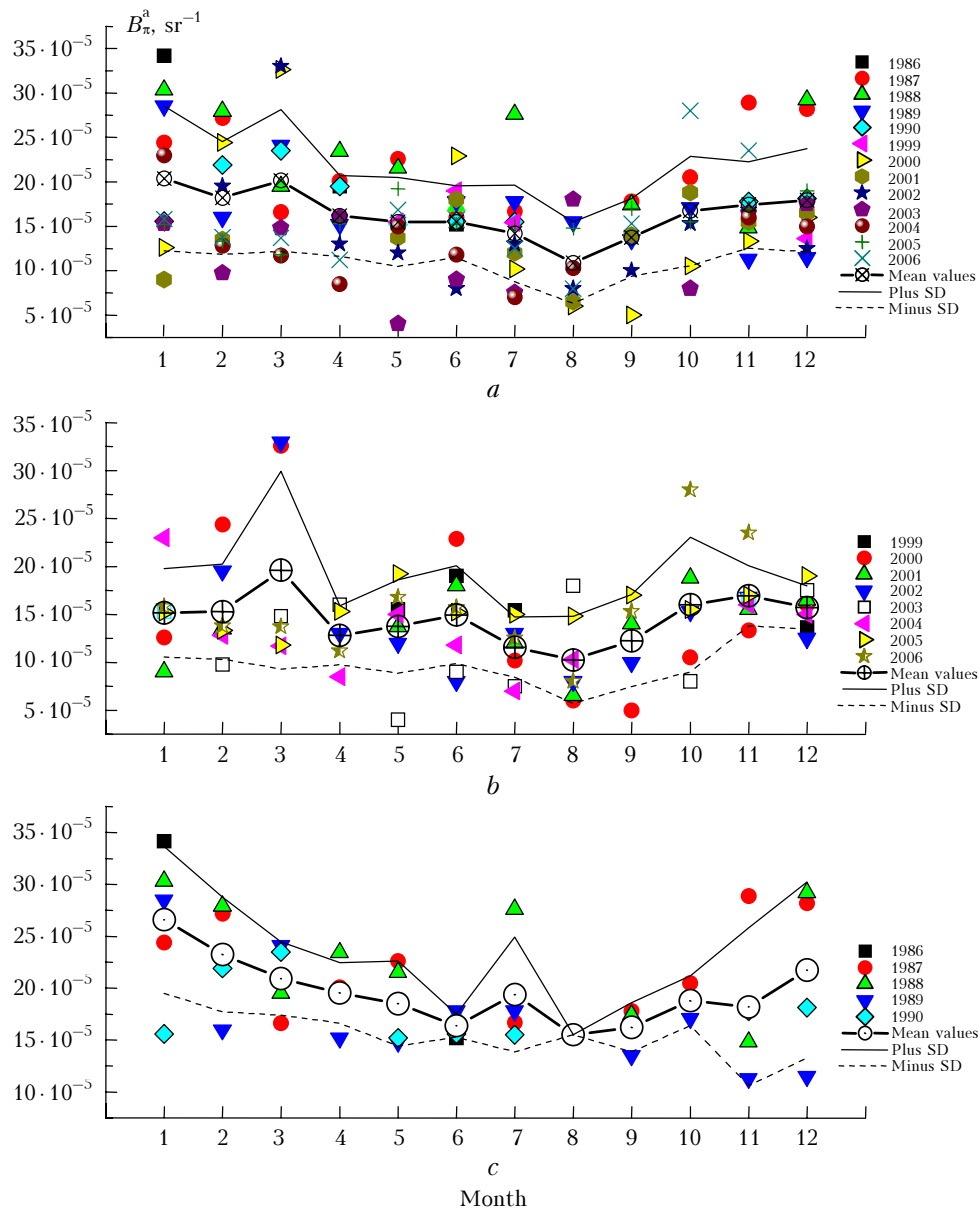 B_π^a, sr⁻¹
35·10⁻⁵
30·10⁻⁵
25·10⁻⁵
20·10⁻⁵
15·10⁻⁵
10·10⁻⁵
5·10⁻⁵
1 2 3 4 5 6 7 8 9 10 11 12
a
1986
1987
1988
1989
1990
1999
2000
2001
2002
2003
2004
2005
2006
Mean values
Plus SD
Minus SD
35·10⁻⁵
30·10⁻⁵
25·10⁻⁵
20·10⁻⁵
15·10⁻⁵
10·10⁻⁵
5·10⁻⁵
1 2 3 4 5 6 7 8 9 10 11 12
b
1999
2000
2001
2002
2003
2004
2005
2006
Mean values
Plus SD
Minus SD
35·10⁻⁵
30·10⁻⁵
25·10⁻⁵
20·10⁻⁵
15·10⁻⁵
10·10⁻⁵
1 2 3 4 5 6 7 8 9 10 11 12
c
1986
1987
1988
1989
1990
Mean values
Plus SD
Minus SD
Month